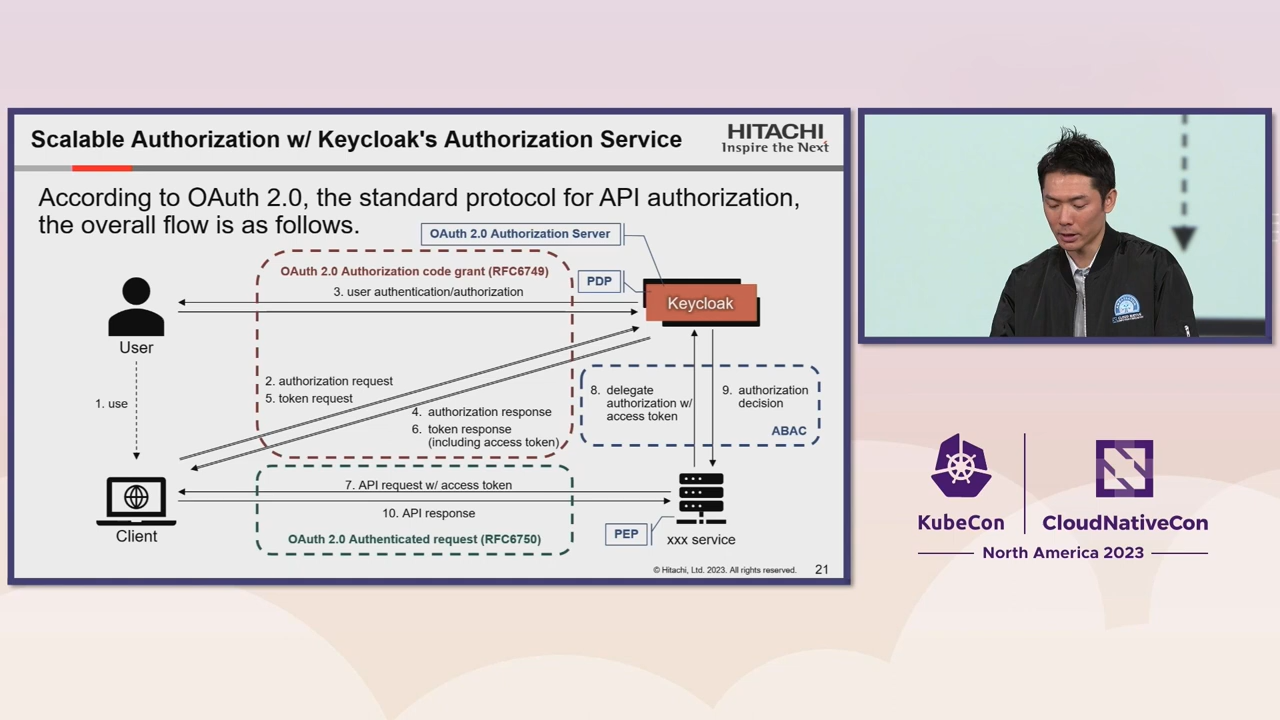 Scalable Authorization w/ Keycloak's Authorization Service
HITACHI
Inspire the Next
According to OAuth 2.0, the standard protocol for API authorization,
the overall flow is as follows.
OAuth 2.0 Authorization Server
OAuth 2.0 Authorization code grant (RFC6749)
PDP
3. user authentication/authorization
Keycloak
User
2. authorization request
5. token request
1. use
4. authorization response
6. token response
(including access token)
8. delegate
authorization w/
access token
9. authorization
decision
ABAC
7. API request w/ access token
10. API response
OAuth 2.0 Authenticated request (RFC6750)
Client
PEP
xxx service
© Hitachi, Ltd. 2023. All rights reserved.
21
KubeCon
CloudNativeCon
North America 2023